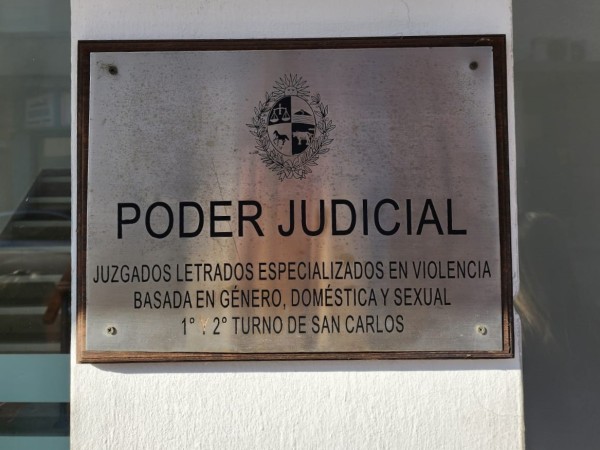 PODER JUDICIAL
JUZGADOS LETRADOS ESPECIALIZADOS EN VIOLENCIA
BASADA EN GÉNERO, DOMÉSTICA Y SEXUAL
1° Y 2° TURNO DE SAN CARLOS